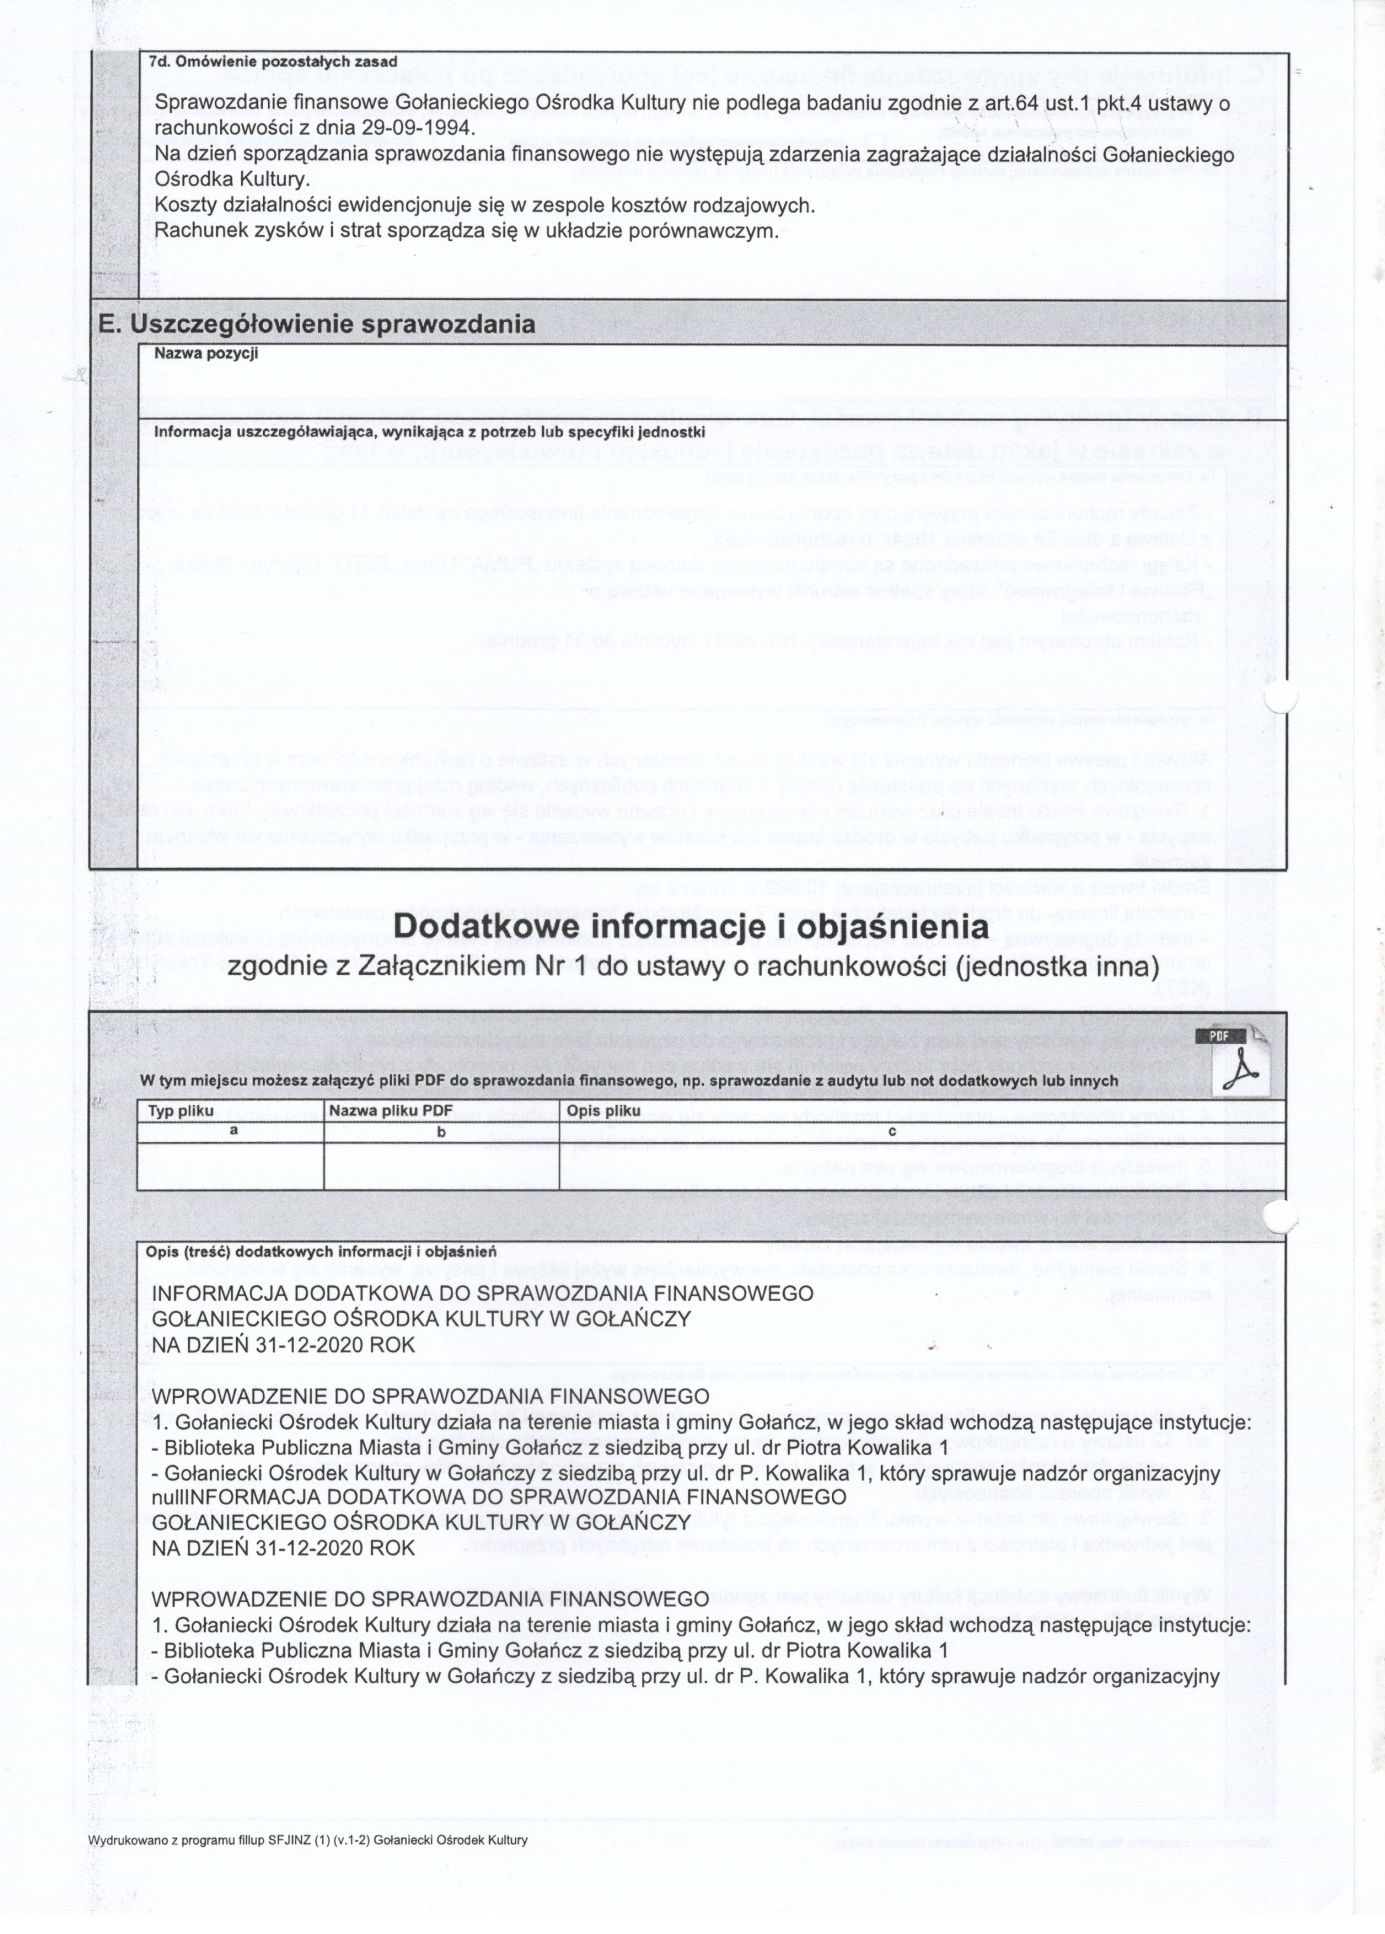 7d. Omówienie pozostałych zasad
Sprawozdanie finansowe Gołanieckiego Ośrodka Kultury nie podlega badaniu zgodnie z art.64 ust.1 pkt.4 ustawy o
rachunkowości z dnia 29-09-1994.
Na dzień sporządzania sprawozdania finansowego nie występują zdarzenia zagrażające działalności Gołanieckiego
Ośrodka Kultury.
Koszty działalności ewidencjonuje się w zespole kosztów rodzajowych.
Rachunek zysków i strat sporządza się w układzie porównawczym.
E. Uszczegółowienie sprawozdania
Nazwa pozycji
Informacja uszczegóławiająca, wynikająca z potrzeb lub specyfiki jednostki
Dodatkowe informacje i objaśnienia
zgodnie z Załącznikiem Nr 1 do ustawy o rachunkowości (jednostka inna)
PDF
W tym miejscu możesz załączyć pliki PDF do sprawozdania finansowego, np. sprawozdanie z audytu lub not dodatkowych lub innych
Typ pliku Nazwa pliku PDF Opis pliku
a b c
Opis (treść) dodatkowych informacji i objaśnień
INFORMACJA DODATKOWA DO SPRAWOZDANIA FINANSOWEGO
GOŁANIECKIEGO OŚRODKA KULTURY W GOŁAŃCZY
NA DZIEŃ 31-12-2020 ROK
WPROWADZENIE DO SPRAWOZDANIA FINANSOWEGO
1. Gołaniecki Ośrodek Kultury działa na terenie miasta i gminy Gołańcz, w jego skład wchodzą następujące instytucje:
- Biblioteka Publiczna Miasta i Gminy Gołańcz z siedzibą przy ul. dr Piotra Kowalika 1
- Gołaniecki Ośrodek Kultury w Gołańczy z siedzibą przy ul. dr P. Kowalika 1, który sprawuje nadzór organizacyjny
nullINFORMACJA DODATKOWA DO SPRAWOZDANIA FINANSOWEGO
GOŁANIECKIEGO OŚRODKA KULTURY W GOŁAŃCZY
NA DZIEŃ 31-12-2020 ROK
WPROWADZENIE DO SPRAWOZDANIA FINANSOWEGO
1. Gołaniecki Ośrodek Kultury działa na terenie miasta i gminy Gołańcz, w jego skład wchodzą następujące instytucje:
- Biblioteka Publiczna Miasta i Gminy Gołańcz z siedzibą przy ul. dr Piotra Kowalika 1
- Gołaniecki Ośrodek Kultury w Gołańczy z siedzibą przy ul. dr P. Kowalika 1, który sprawuje nadzór organizacyjny
Wydrukowano z programu fillup SFJINZ (1) (v.1-2) Gołaniecki Ośrodek Kultury